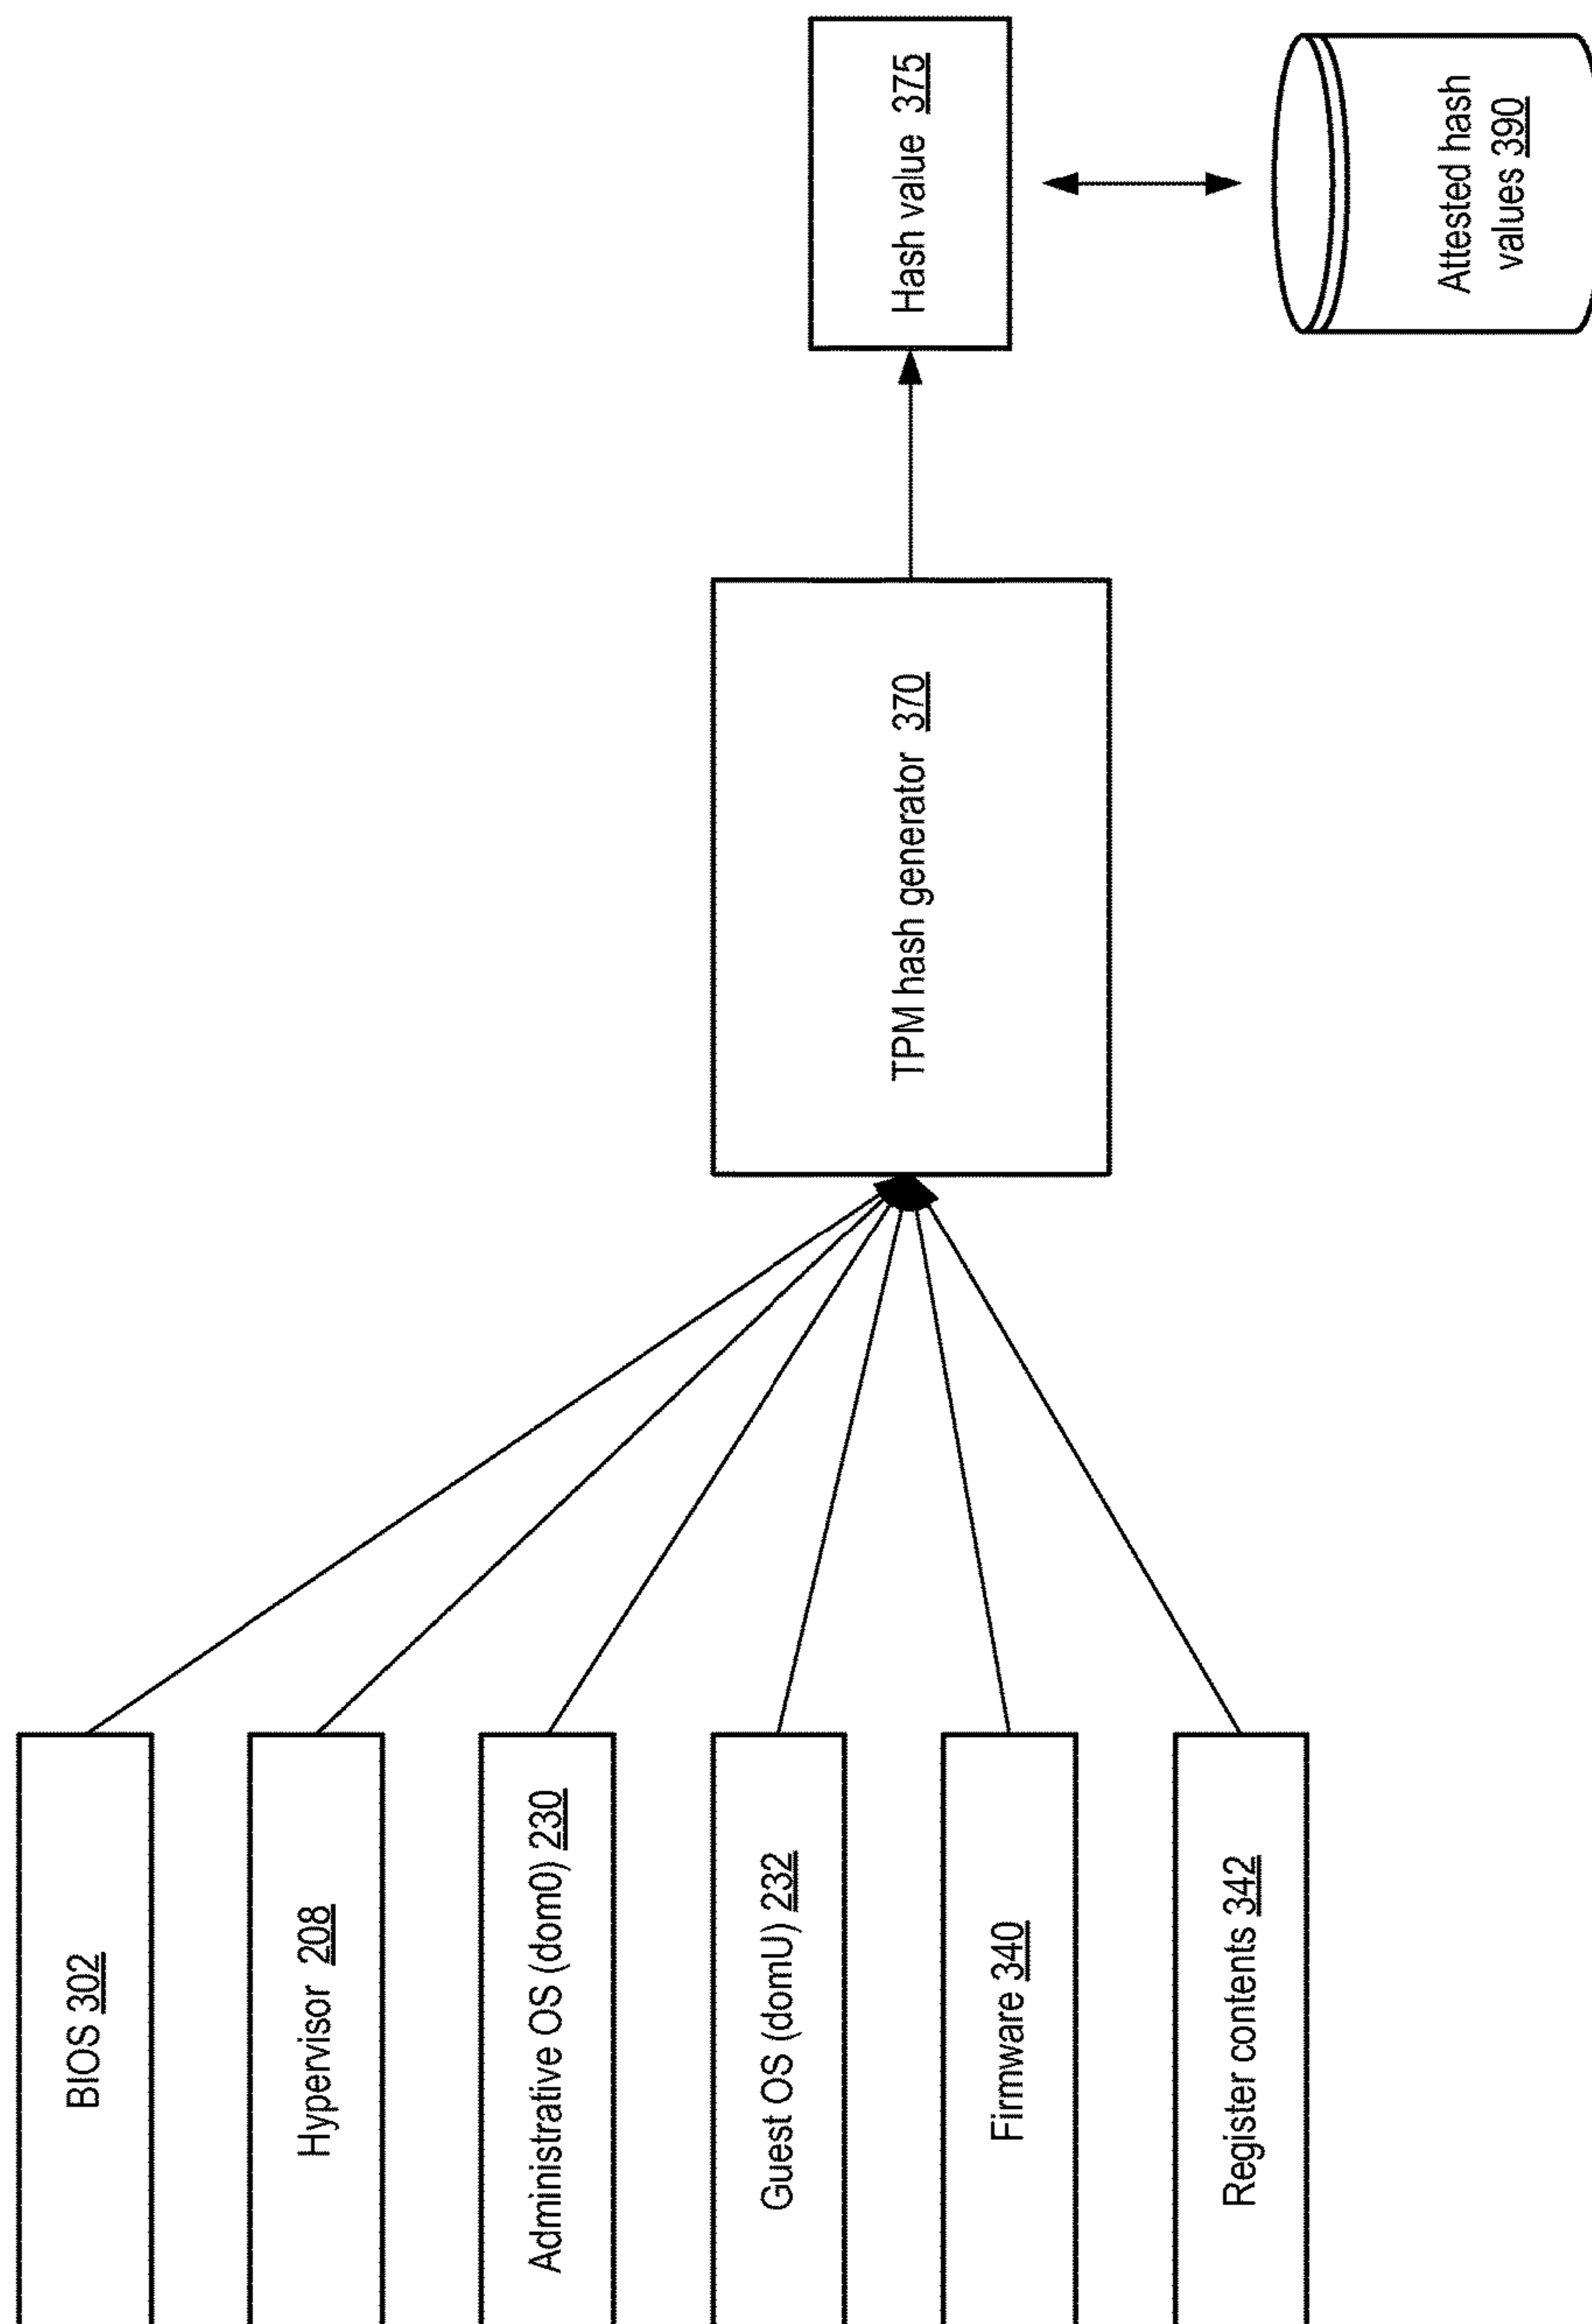 BIOS 302
Hypervisor 208
Administrative OS (dom0) 230
Guest OS (domU) 232
Firmware 340
Register contents 342
TPM hash generator 370
Hash value 375
Attested hash
values 390